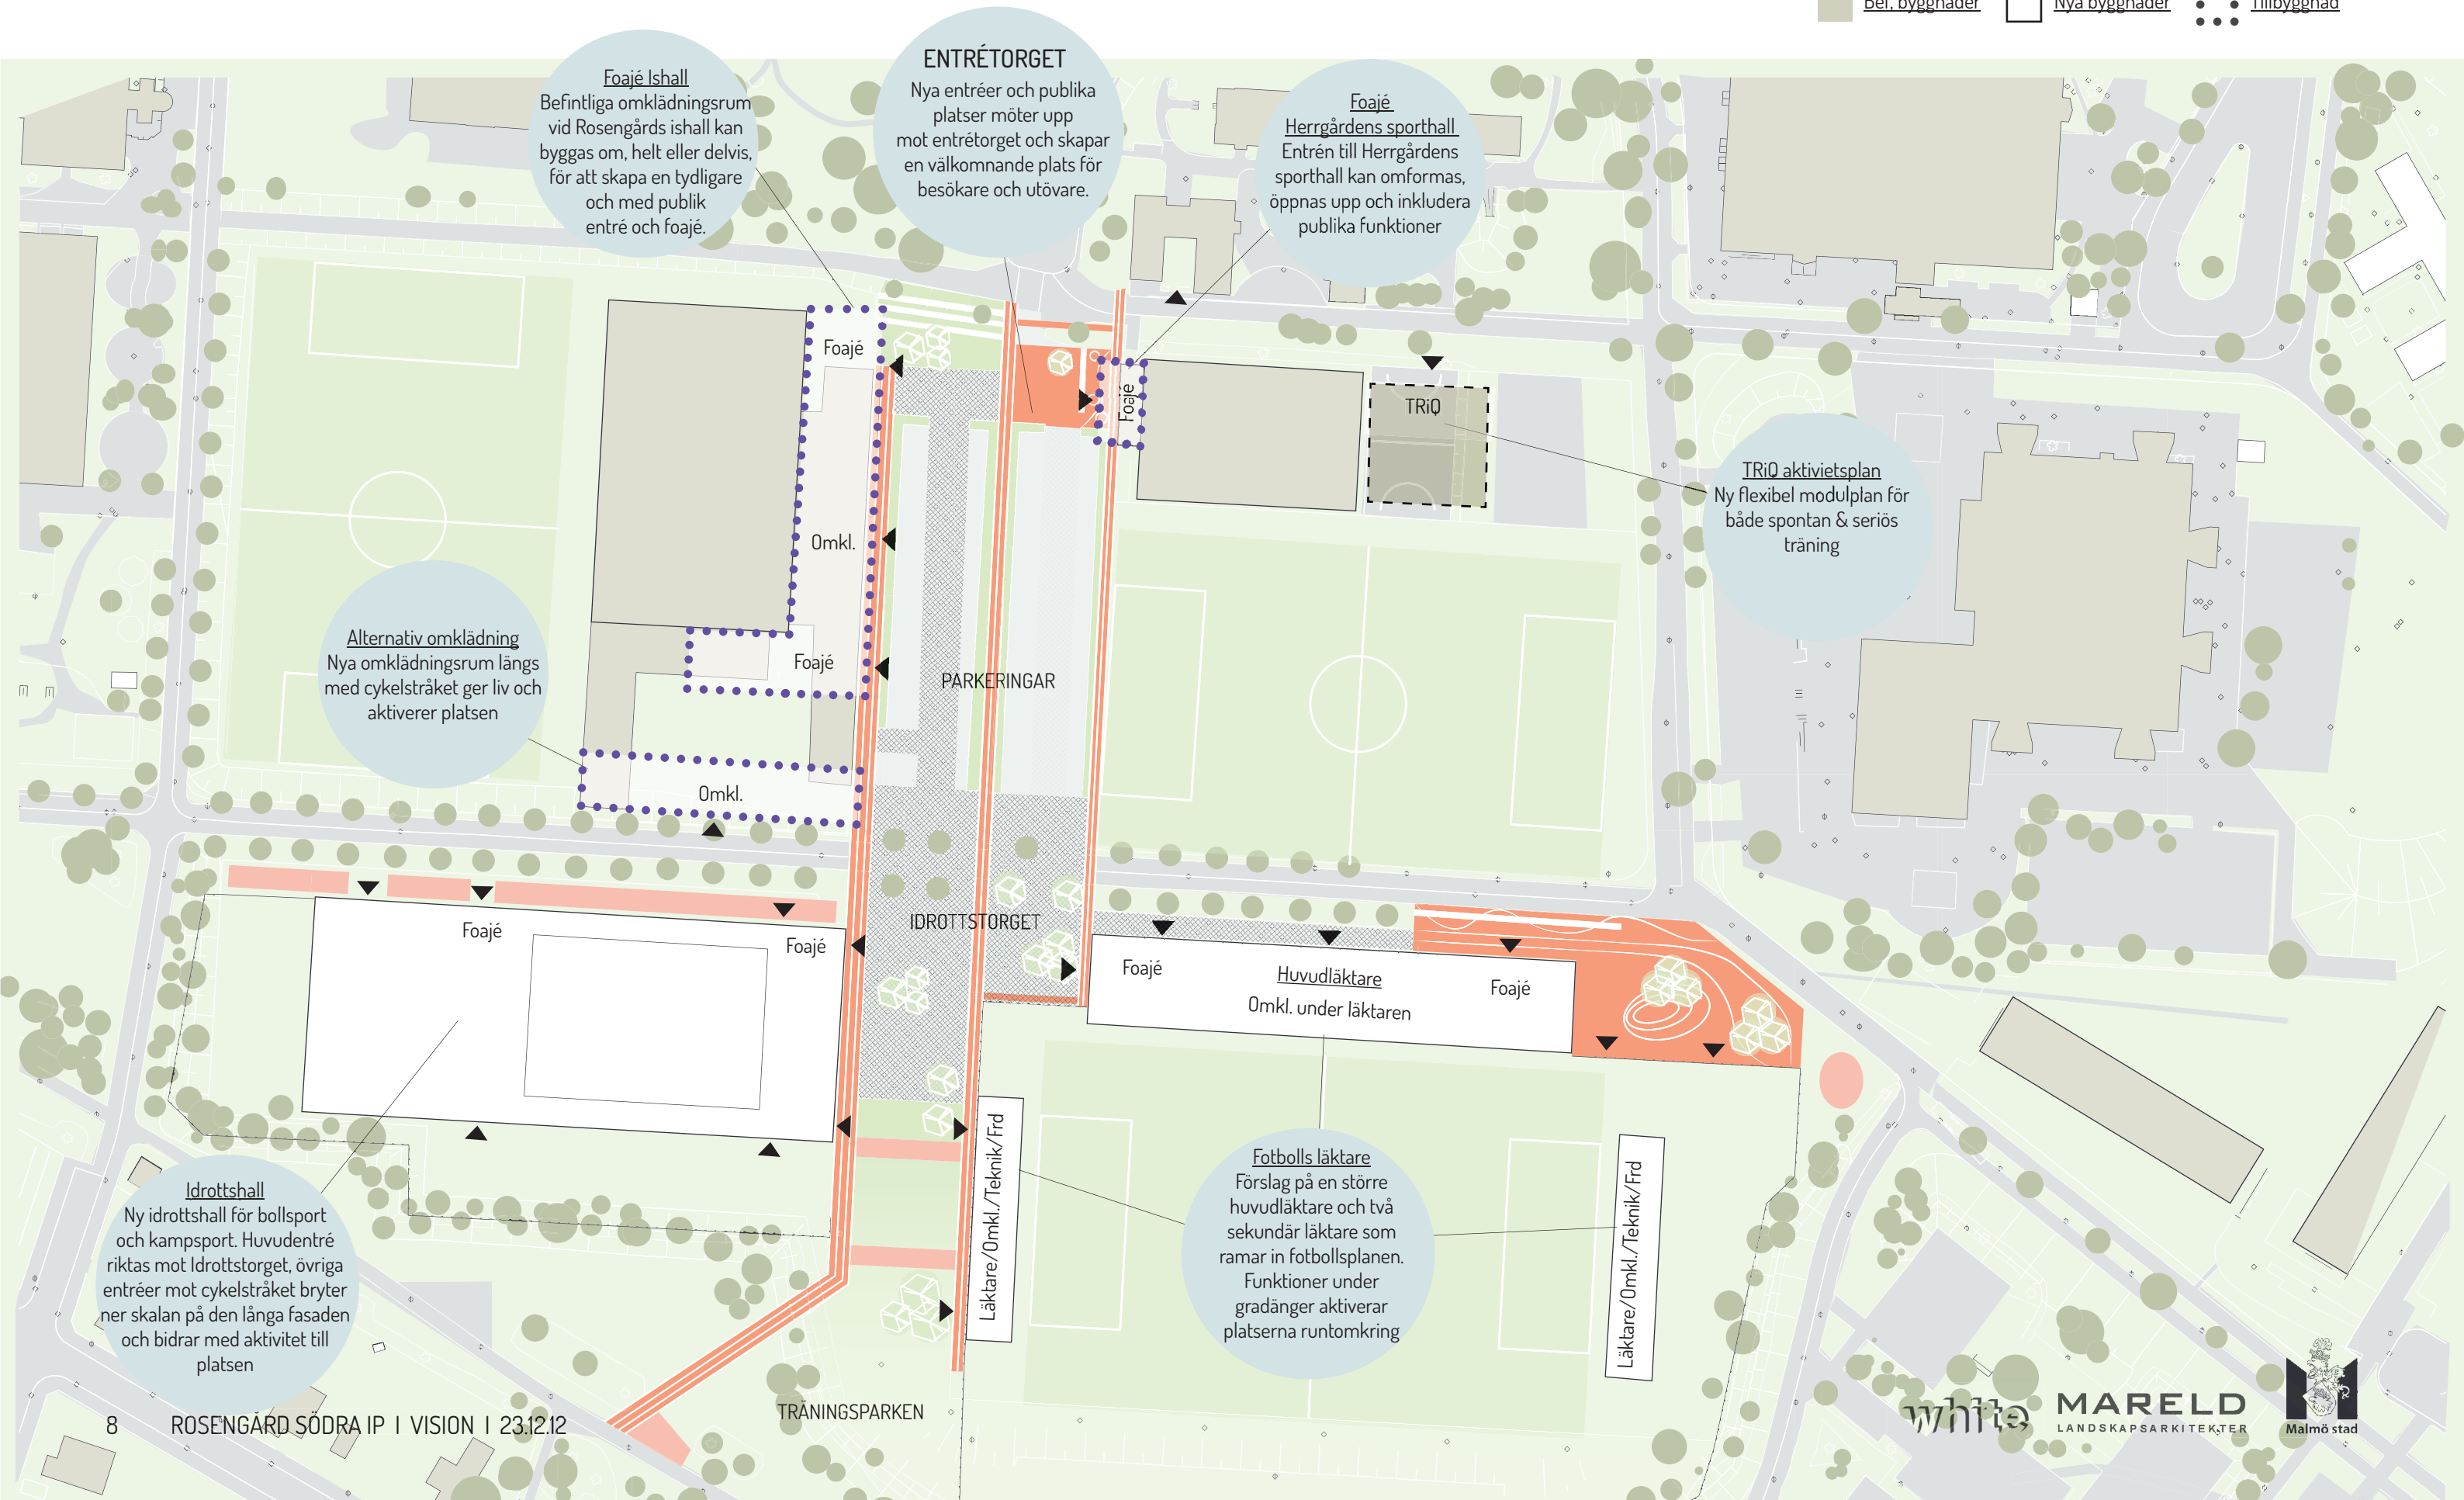 Bef, byggnader
Nya byggnader
Tillbyggnad
Foajé Ishall
Befintliga omklädningsrum
vid Rosengårds ishall kan
byggas om, helt eller delvis,
för att skapa en tydligare
och med publik
entré och foajé.
ENTRÉTORGET
Nya entréer och publika
platser möter upp
mot entrétorget och skapar
en välkomnande plats för
besökare och utövare.
Foajé
Herrgårdens sporthall
Entrén till Herrgårdens
sporthall kan omformas,
öppnas upp och inkludera
publika funktioner
Foajé
Foajé
TRiQ
TRiQ aktivietsplan
Ny flexibel modulplan för
både spontan & seriös
träning
Omkl.
Alternativ omklädning
Nya omklädningsrum längs
med cykelstråket ger liv och
aktiverer platsen
Foajé
PARKERINGAR
Omkl.
Foajé
Foajé
IDROTTSTORGET
Foajé
Huvudläktare
Omkl. under läktaren
Foajé
Läktare/Omkl./Teknik/Frd
Läktare/Omkl./Teknik/Frd
Fotbolls läktare
Förslag på en större
huvudläktare och två
sekundär läktare som
ramar in fotbollsplanen.
Funktioner under
gradänger aktiverar
platserna runtomkring
Idrottshall
Ny idrottshall för bollsport
och kampsport. Huvudentré
riktas mot Idrottstorget, övriga
entréer mot cykelstråket bryter
ner skalan på den långa fasaden
och bidrar med aktivitet till
platsen
TRÄNINGSPARKEN
8 ROSENGÅRD SÖDRA IP I VISION I 23.12.12
white
MARELD
LANDSKAPSARKITEKTER
Malmö stad